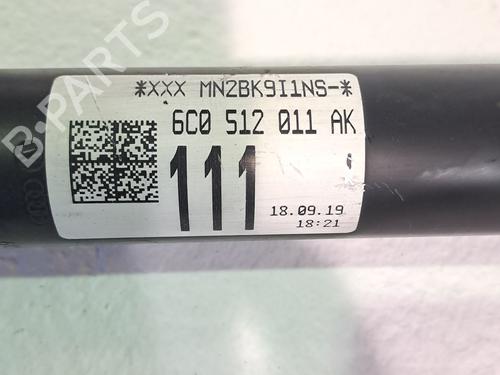 *XXX MN2BK9I1NS-*
6C0 512 011 AK
111
18.09.19
18:21
B-PARTS